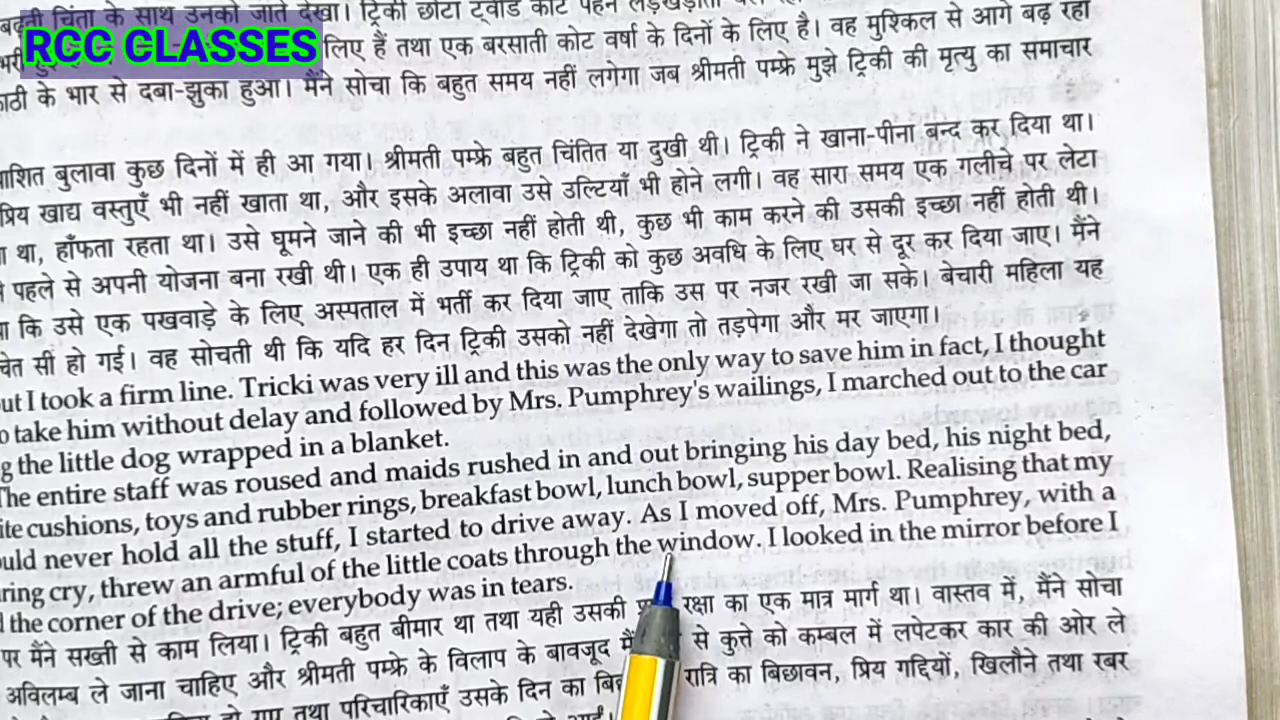 चिंता के साथ उनको जाते देखा। ट्रिकी छोटा ट्वीड कोट पहने
RCC CLASSES
लिए हैं तथा एक बरसाती कोट वर्षा के दिनों के लिए है। वह मुश्किल से आगे बढ़ रहा
काठी के भार से दबा-झुका हुआ। मैंने सोचा कि बहुत समय नहीं लगेगा जब श्रीमती पम्फ्रे मुझे ट्रिकी की मृत्यु का समाचार
बुलावा कुछ दिनों में ही आ गया। श्रीमती पम्फ्रे बहुत चिंतित या दुखी थी। ट्रिकी ने खाना-पीना बन्द कर दिया था।
प्रिय खाद्य वस्तुएँ भी नहीं खाता था, और इसके अलावा उसे उल्टियाँ भी होने लगी। वह सारा समय एक गलीचे पर लेटा
था, हाँफता रहता था। उसे घूमने जाने की भी इच्छा नहीं होती थी, कुछ भी काम करने की उसकी इच्छा नहीं होती थी।
पहले से अपनी योजना बना रखी थी। एक ही उपाय था कि ट्रिकी को कुछ अवधि के लिए घर से दूर कर दिया जाए। मैंने
कि उसे एक पखवाड़े के लिए अस्पताल में भर्ती कर दिया जाए ताकि उस पर नजर रखी जा सके। बेचारी महिला यह
चेत सी हो गई। वह सोचती थी कि यदि हर दिन ट्रिकी उसको नहीं देखेगा तो तड़पेगा और मर जाएगा।
ut I took a firm line. Tricki was very ill and this was the only way to save him in fact, I thought
o take him without delay and followed by Mrs. Pumphrey's wailings, I marched out to the car
g the little dog wrapped in a blanket.
The entire staff was roused and maids rushed in and out bringing his day bed, his night bed,
ite cushions, toys and rubber rings, breakfast bowl, lunch bowl, supper bowl. Realising that my
uld never hold all the stuff, I started to drive away. As I moved off, Mrs. Pumphrey, with a
ring cry, threw an armful of the little coats through the window. I looked in the mirror before I
the corner of the drive; everybody was in tears.
पर मैंने सख्ती से काम लिया। ट्रिकी बहुत बीमार था तथा यही उसकी रक्षा का एक मात्र मार्ग था। वास्तव में, मैंने सोचा
अविलम्ब ले जाना चाहिए और श्रीमती पम्फ्रे के विलाप के बावजूद से कुत्ते को कम्बल में लपेटकर कार की ओर ले
तथा परिचारिकाएँ उसके दिन का रात्रि का बिछावन, प्रिय गद्दियों, खिलौने तथा रबर